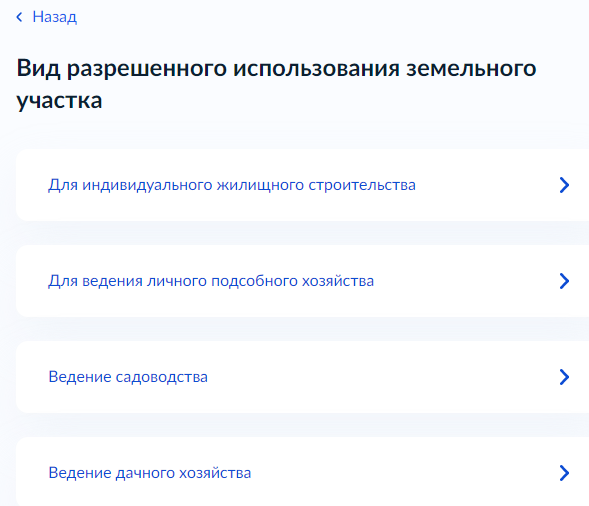 Назад
Вид разрешенного использования земельного
участка
Для индивидуального жилищного строительства
Для ведения личного подсобного хозяйства
Ведение садоводства
Ведение дачного хозяйства